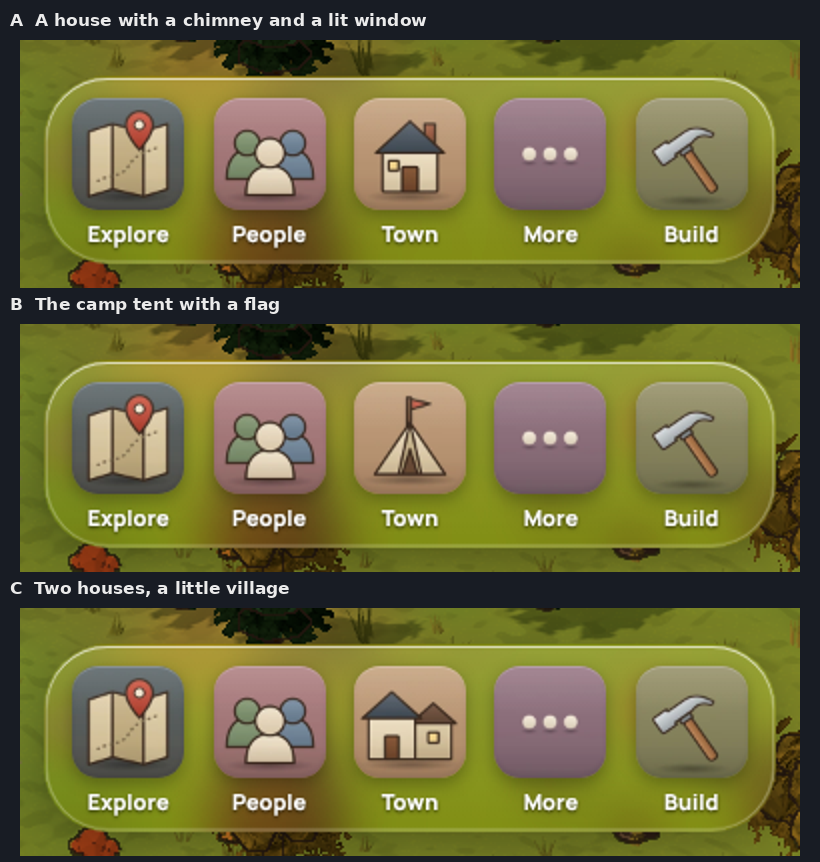 A A house with a chimney and a lit window
Explore People Town More Build
B The camp tent with a flag
Explore People Town More Build
C Two houses, a little village
Explore People Town More Build